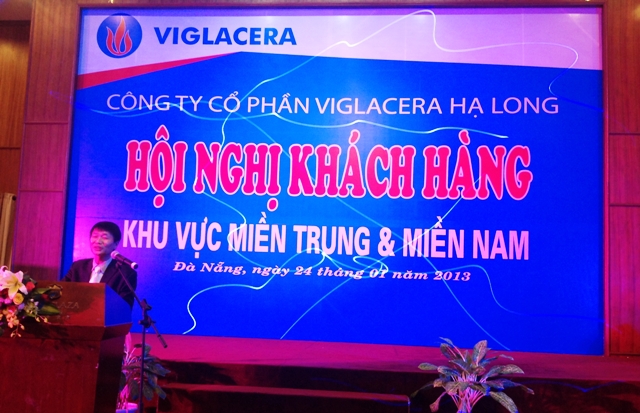 VIGLACERA
CÔNG TY CỔ PHẦN VIGLACERA HẠ LONG
HỘI NGHỊ KHÁCH HÀNG
KHU VỰC MIỀN TRUNG & MIỀN NAM
Đà Nẵng, ngày 24 tháng 01 năm 2013